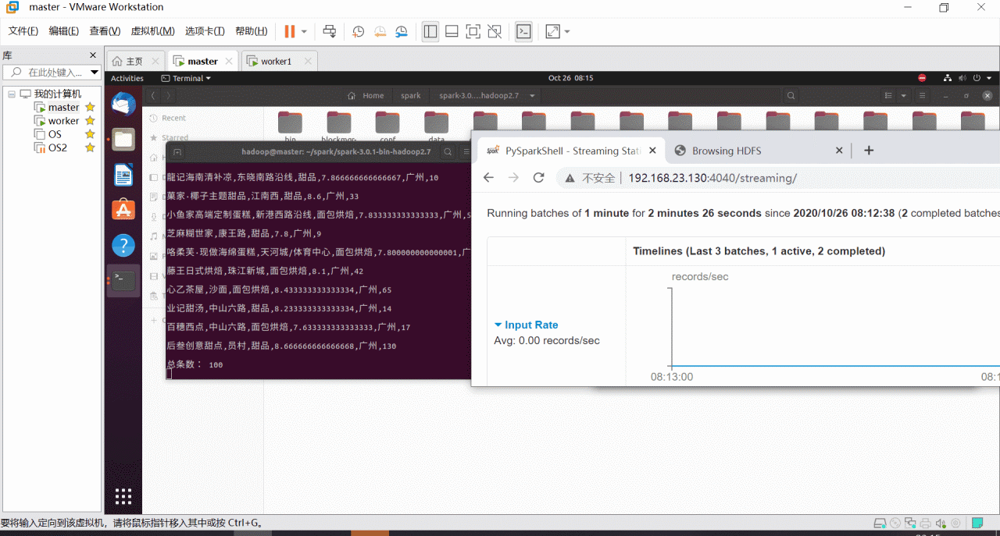 master - VMware Workstation
文件(F) 编辑(E) 查看(V) 虚拟机(M) 选项卡(T) 帮助(H)
库
在此处键入...
我的计算机
master
worker
OS
OS2
主页
master
worker1
Activities
Terminal
Oct 26 08:15
Home
spark
spark-3.0....hadoop2.7
Recent
Starred
bin
conf
data
hadoop@master: ~/spark/spark-3.0.1-bin-hadoop2.7
龍记海南清补凉,东晓南路沿线,甜品,7.866666666666667,广州,10
菓家·椰子主题甜品,江南西,甜品,8.6,广州,33
小鱼家高端定制蛋糕,新港西路沿线,面包烘焙,7.833333333333333,广州,5
芝麻糊世家,康王路,甜品,7.8,广州,9
咯柔芙·现做海绵蛋糕,天河城/体育中心,面包烘焙,7.800000000000001,广
藤王日式烘焙,珠江新城,面包烘焙,8.1,广州,42
心乙茶屋,沙面,面包烘焙,8.433333333333334,广州,65
业记甜汤,中山六路,甜品,8.233333333333334,广州,14
百穗西点,中山六路,面包烘焙,7.633333333333333,广州,17
后叁创意甜点,员村,甜品,8.666666666666668,广州,130
总条数： 100
PySparkShell - Streaming Stati
Browsing HDFS
不安全
192.168.23.130:4040/streaming/
Running batches of 1 minute for 2 minutes 26 seconds since 2020/10/26 08:12:38 (2 completed batches
Timelines (Last 3 batches, 1 active, 2 completed)
records/sec
Input Rate
Avg: 0.00 records/sec
08:13:00
08:1
要将输入定向到该虚拟机，请将鼠标指针移入其中或按 Ctrl+G。